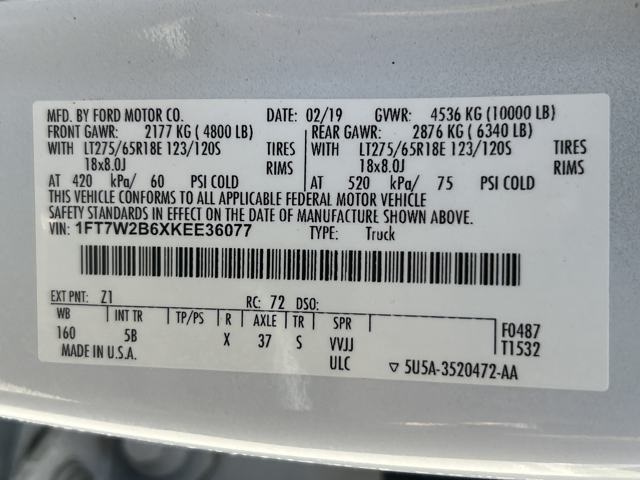 MFD. BY FORD MOTOR CO. DATE: 02/19 GVWR: 4536 KG (10000 LB)
FRONT GAWR: 2177 KG ( 4800 LB) REAR GAWR: 2876 KG ( 6340 LB)
WITH LT275/65R18E 123/120S TIRES WITH LT275/65R18E 123/120S TIRES
18x8.0J RIMS 18x8.0J RIMS
AT 420 kPa/ 60 PSI COLD AT 520 kPa/ 75 PSI COLD
THIS VEHICLE CONFORMS TO ALL APPLICABLE FEDERAL MOTOR VEHICLE
SAFETY STANDARDS IN EFFECT ON THE DATE OF MANUFACTURE SHOWN ABOVE.
VIN: 1FT7W2B6XKEE36077 TYPE: Truck
EXT PNT: Z1 RC: 72 DSO:
WB INT TR TP/PS R AXLE TR SPR F0487
160 5B X 37 S VVJJ T1532
MADE IN U.S.A. ULC ▽ 5U5A-3520472-AA